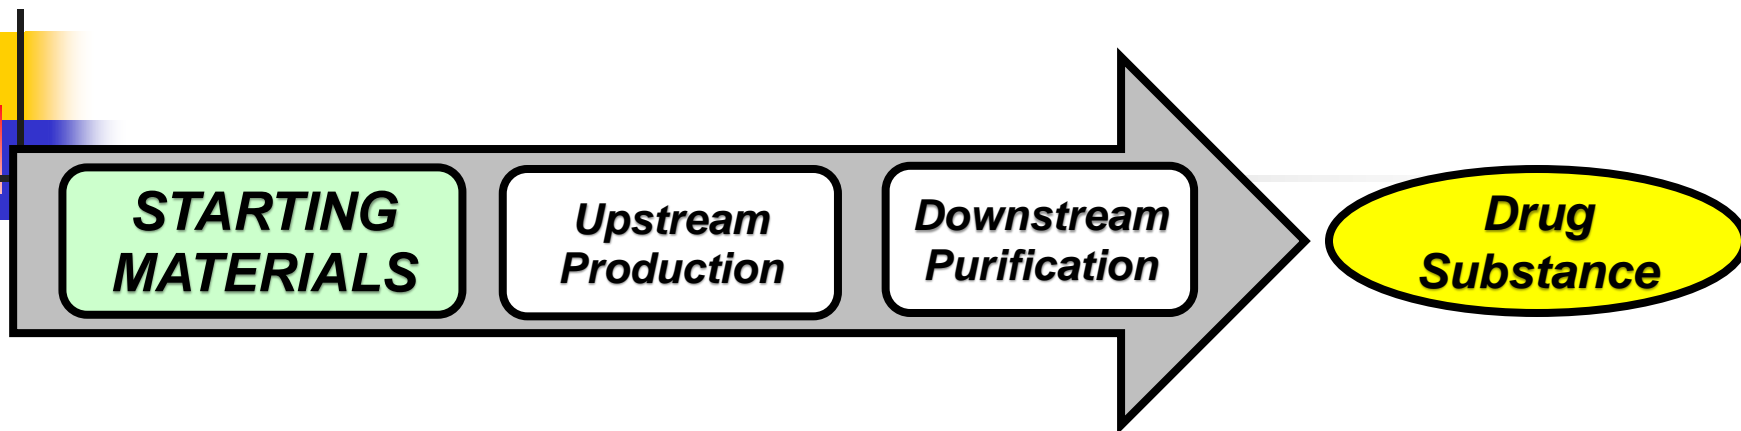 STARTING
MATERIALS
Upstream
Production
Downstream
Purification
Drug
Substance